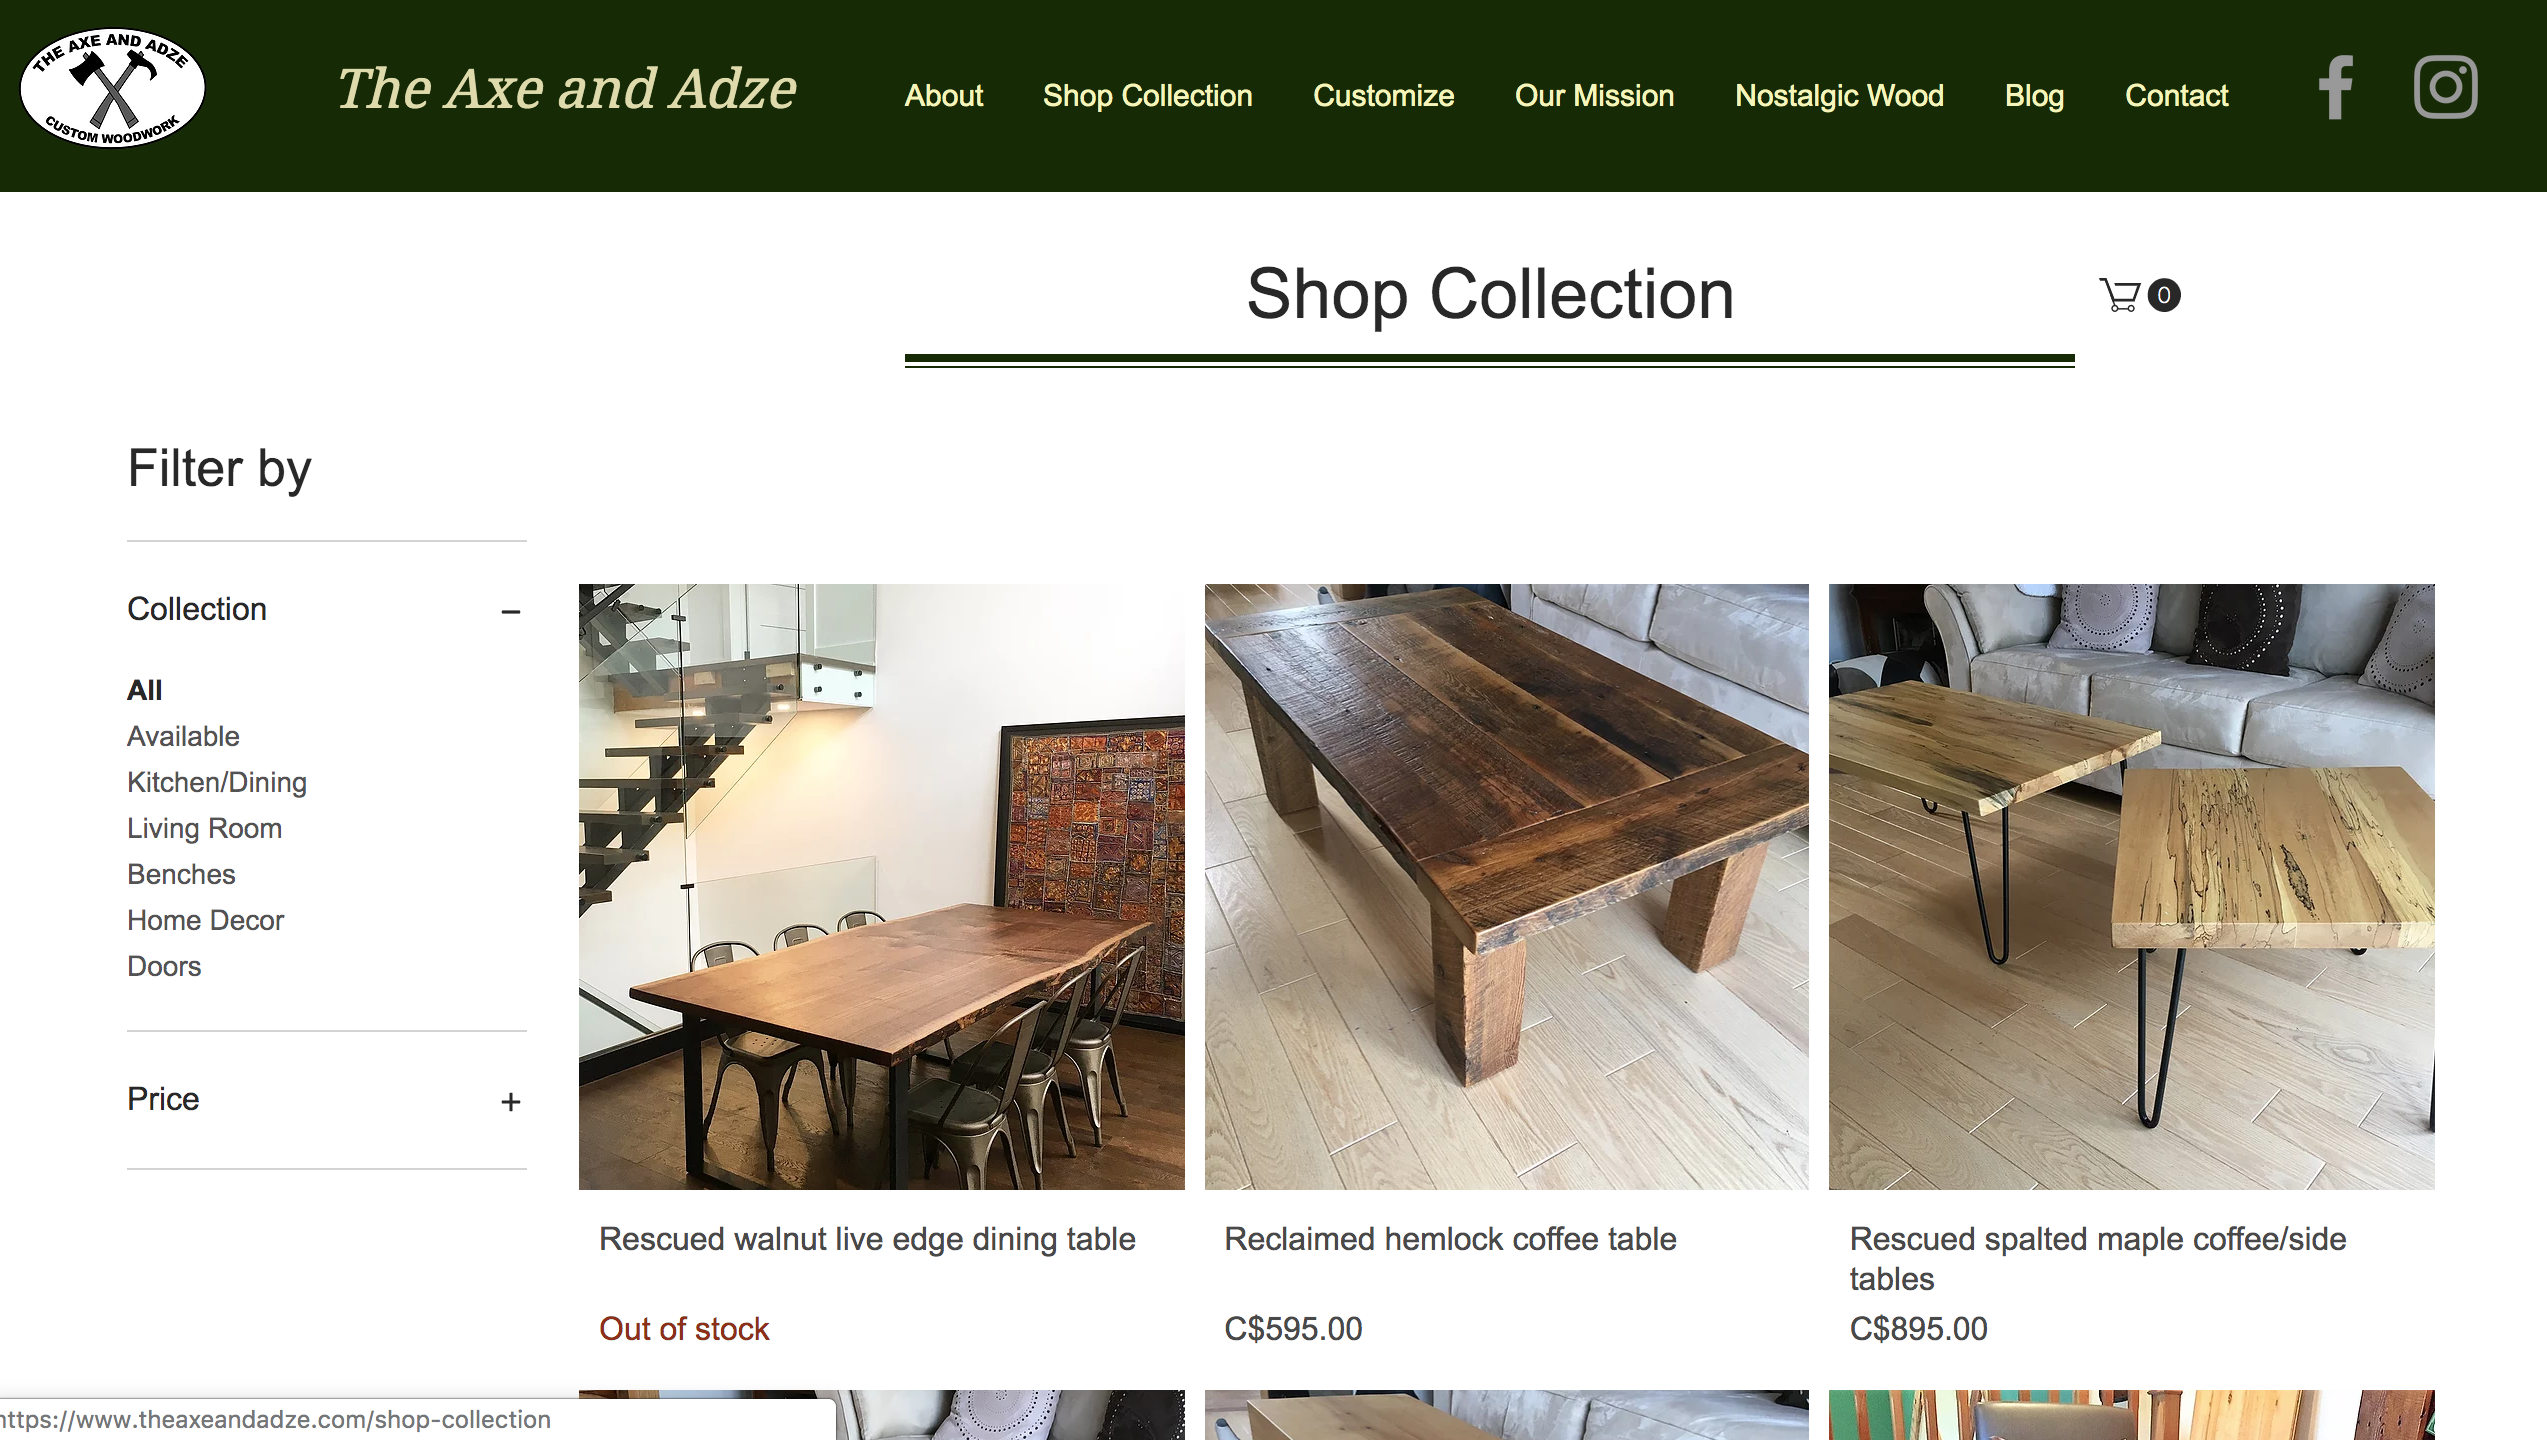 THE AXE AND ADZE
CUSTOM WOODWORK
The Axe and Adze
About
Shop Collection
Customize
Our Mission
Nostalgic Wood
Blog
Contact
Shop Collection
0
Filter by
Collection
All
Available
Kitchen/Dining
Living Room
Benches
Home Decor
Doors
Price
Rescued walnut live edge dining table
Out of stock
Reclaimed hemlock coffee table
C$595.00
Rescued spalted maple coffee/side
tables
C$895.00
https://www.theaxeandadze.com/shop-collection